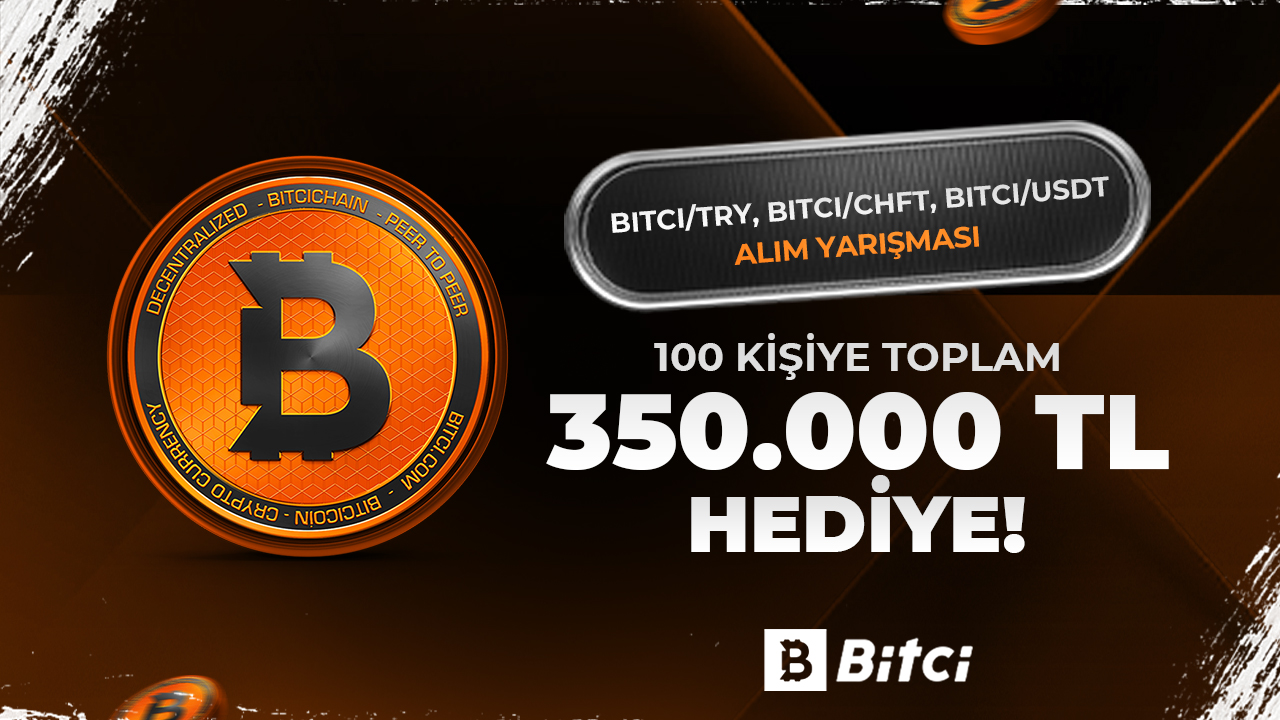 DECENTRALIZED - BITCICHAIN - PEER TO PEER
BITCI.COM - BITCICOİN - CRYPTO CURRENCY
BITCI/TRY, BITCI/CHFT, BITCI/USDT
ALIM YARIŞMASI
100 KİŞİYE TOPLAM
350.000 TL
HEDİYE!
Bitci